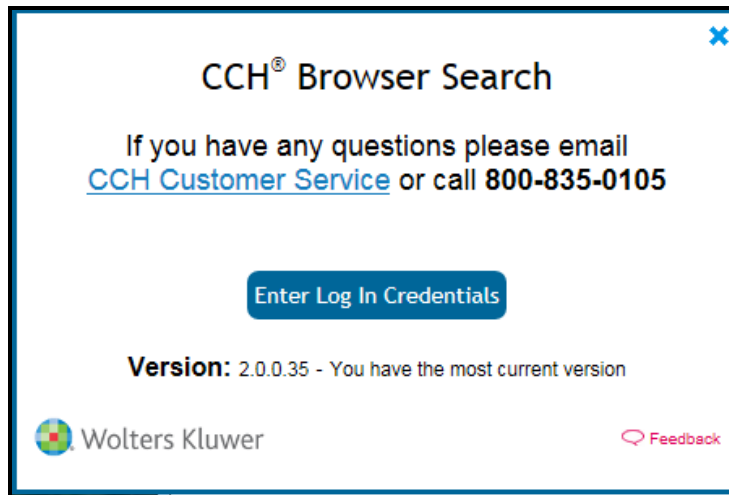 CCH® Browser Search
If you have any questions please email
CCH Customer Service or call 800-835-0105
Enter Log In Credentials
Version: 2.0.0.35 - You have the most current version
Wolters Kluwer
Feedback